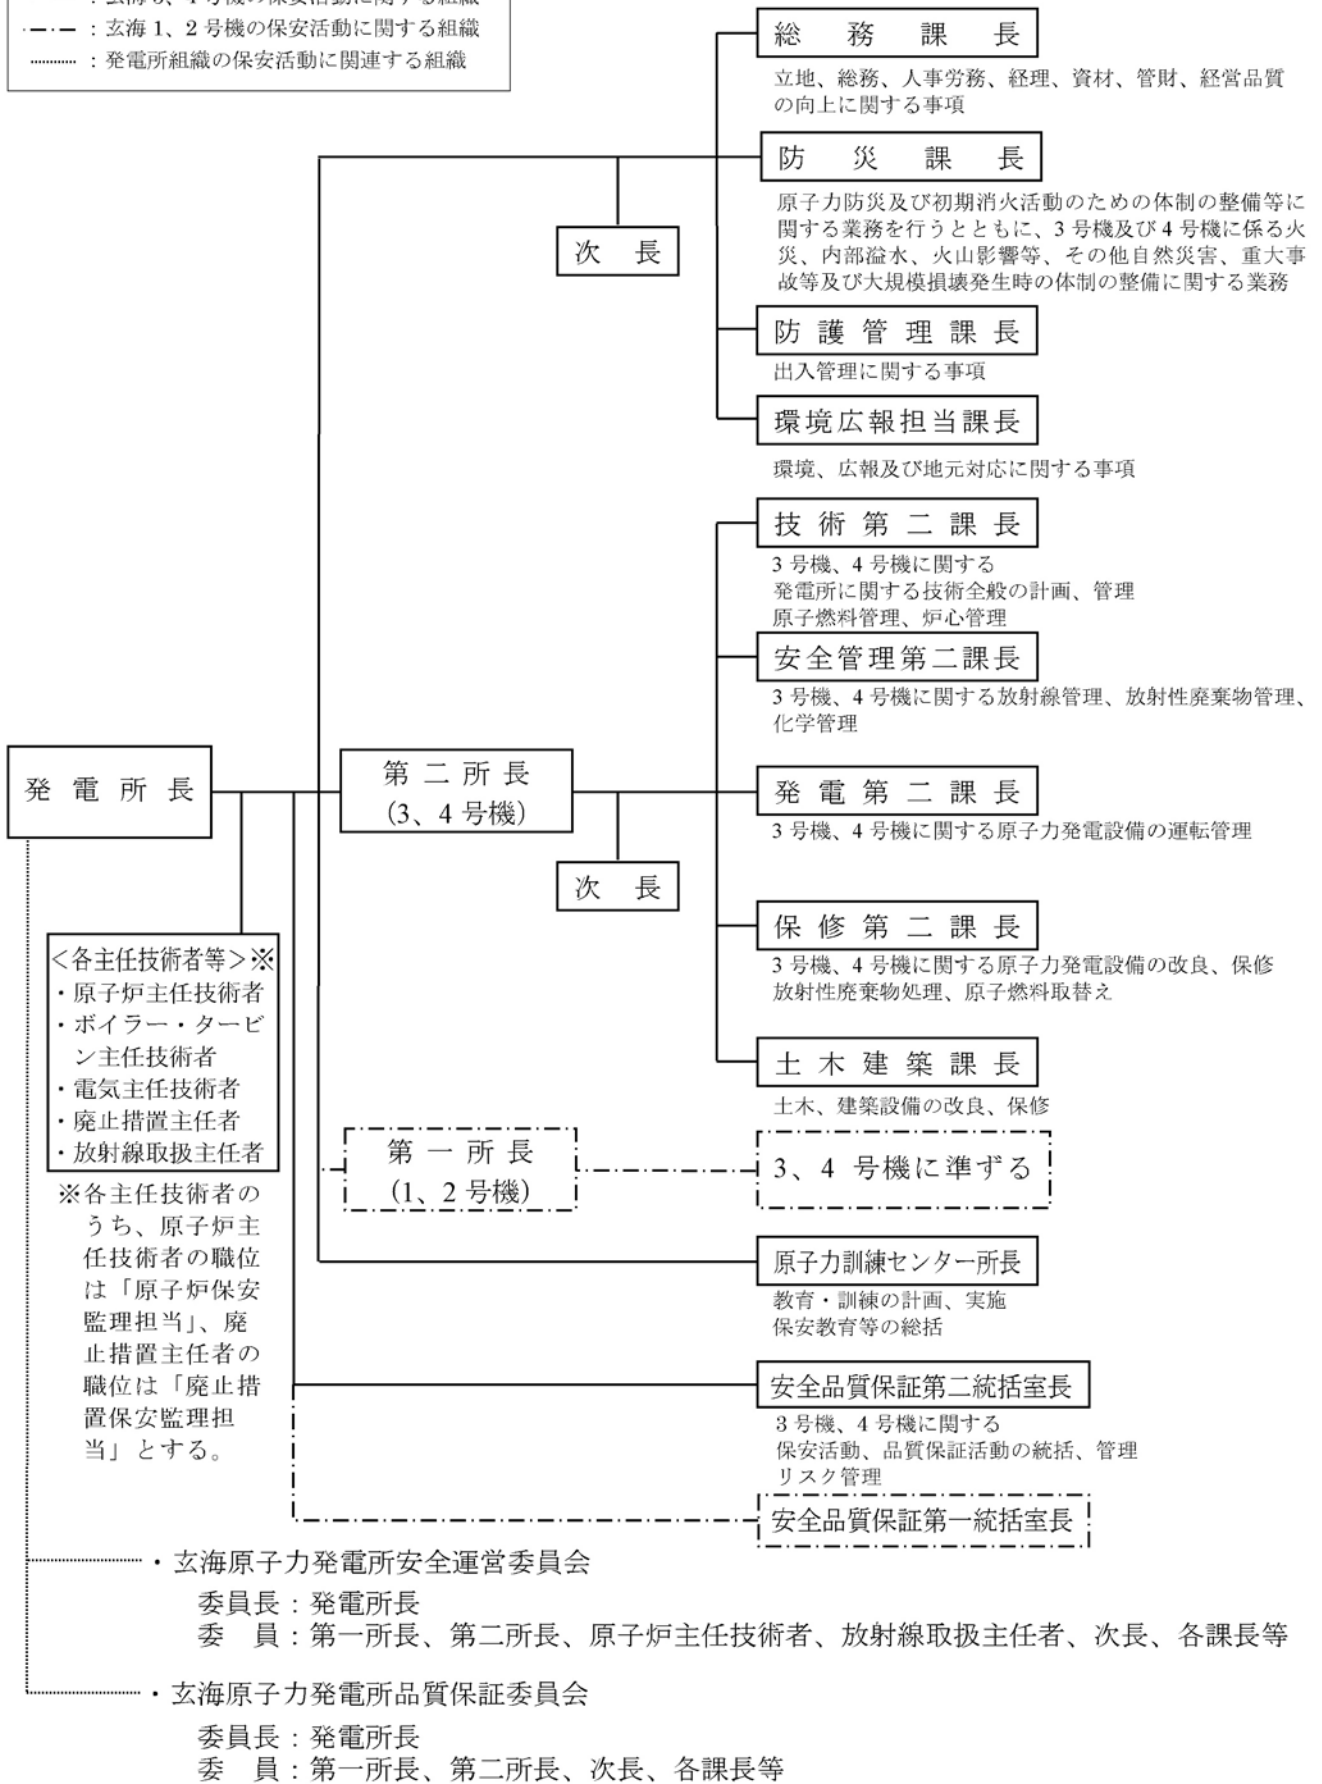 ：玄海3、4号機の保安活動に関する組織
：玄海1、2号機の保安活動に関する組織
：発電所組織の保安活動に関連する組織
総務課長
立地、総務、人事労務、経理、資材、管財、経営品質
の向上に関する事項
防災課長
原子力防災及び初期消火活動のための体制の整備等に
関する業務を行うとともに、3号機及び4号機に係る火
災、内部溢水、火山影響等、その他自然災害、重大事
故等及び大規模損壊発生時の体制の整備に関する業務
次長
防護管理課長
出入管理に関する事項
環境広報担当課長
環境、広報及び地元対応に関する事項
技術第二課長
3号機、4号機に関する
発電所に関する技術全般の計画、管理
原子燃料管理、炉心管理
安全管理第二課長
3号機、4号機に関する放射線管理、放射性廃棄物管理、
化学管理
発電所長
第二所長
(3、4号機)
次長
発電第二課長
3号機、4号機に関する原子力発電設備の運転管理
保修第二課長
3号機、4号機に関する原子力発電設備の改良、保修
放射性廃棄物処理、原子燃料取替え
土木建築課長
土木、建築設備の改良、保修
＜各主任技術者等＞※
・原子炉主任技術者
・ボイラー・タービ
ン主任技術者
・電気主任技術者
・廃止措置主任者
・放射線取扱主任者
※各主任技術者の
うち、原子炉主
任技術者の職位
は「原子炉保安
監理担当」、廃
止措置主任者の
職位は「廃止措
置保安監理担
当」とする。
第一所長
(1、2号機)
3、4 号機に準ずる
原子力訓練センター所長
教育・訓練の計画、実施
保安教育等の総括
安全品質保証第二統括室長
3号機、4号機に関する
保安活動、品質保証活動の統括、管理
リスク管理
安全品質保証第一統括室長
・玄海原子力発電所安全運営委員会
委員長：発電所長
委　員：第一所長、第二所長、原子炉主任技術者、放射線取扱主任者、次長、各課長等
・玄海原子力発電所品質保証委員会
委員長：発電所長
委　員：第一所長、第二所長、次長、各課長等